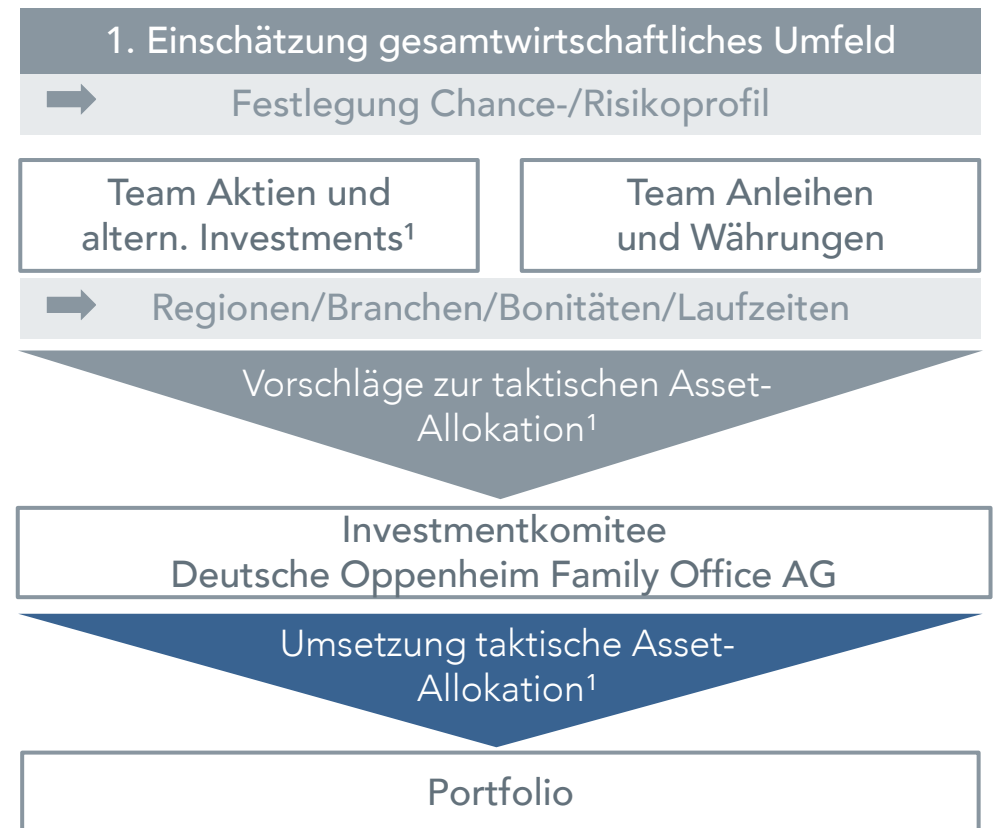 1. Einschätzung gesamtwirtschaftliches Umfeld
Festlegung Chance-/Risikoprofil
Team Aktien und
altern. Investments¹
Team Anleihen
und Währungen
Regionen/Branchen/Bonitäten/Laufzeiten
Vorschläge zur taktischen Asset-
Allokation¹
Investmentkomitee
Deutsche Oppenheim Family Office AG
Umsetzung taktische Asset-
Allokation¹
Portfolio